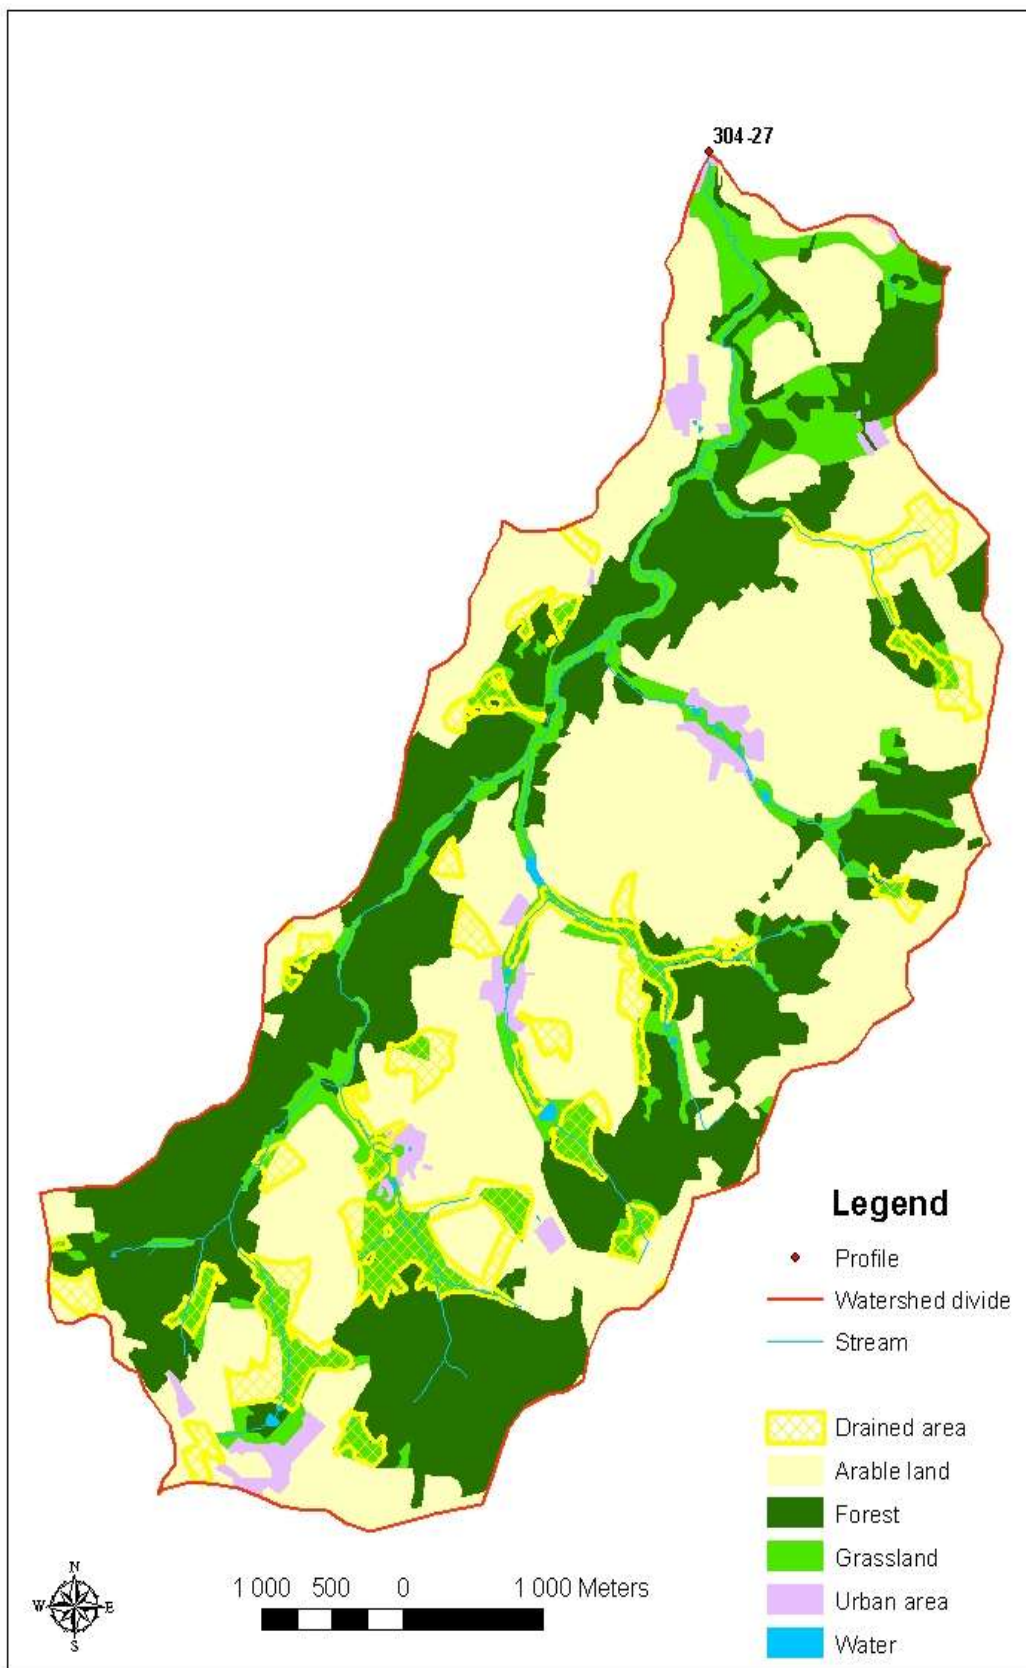 304-27
Legend
Profile
Watershed divide
Stream
Drained area
Arable land
Forest
Grassland
Urban area
Water
N
W E
S
1 000 500 0 1 000 Meters